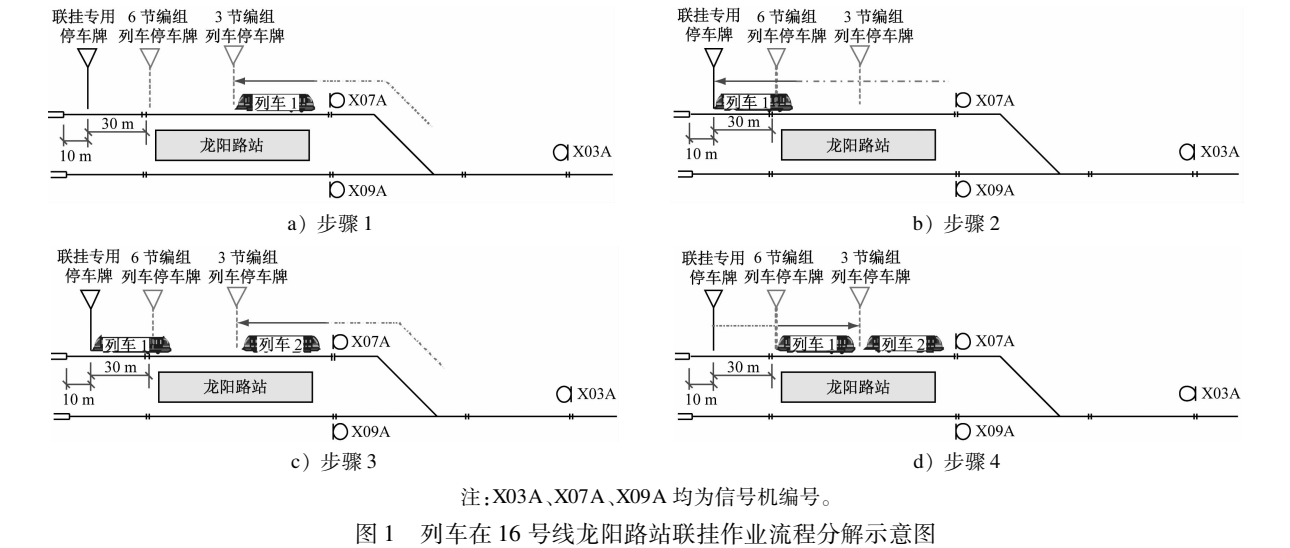 联挂专用 6 节编组 3 节编组
停车牌 列车停车牌 列车停车牌
列车 1
X07A
30 m
10 m
龙阳路站
X03A
X09A
a) 步骤 1
联挂专用 6 节编组 3 节编组
停车牌 列车停车牌 列车停车牌
列车 1
X07A
30 m
10 m
龙阳路站
X03A
X09A
b) 步骤 2
联挂专用 6 节编组 3 节编组
停车牌 列车停车牌 列车停车牌
列车 1
列车 2
X07A
30 m
10 m
龙阳路站
X03A
X09A
c) 步骤 3
联挂专用 6 节编组 3 节编组
停车牌 列车停车牌 列车停车牌
列车 1
列车 2
X07A
30 m
10 m
龙阳路站
X03A
X09A
d) 步骤 4
注:X03A、X07A、X09A 均为信号机编号。
图 1 列车在 16 号线龙阳路站联挂作业流程分解示意图